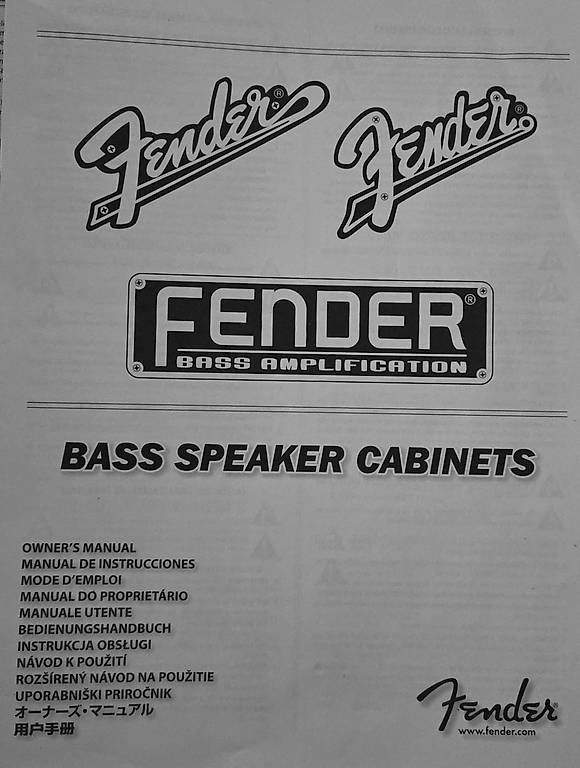 Fender®
Fender®
FENDER®
BASS AMPLIFICATION
BASS SPEAKER CABINETS
OWNER'S MANUAL
MANUAL DE INSTRUCCIONES
MODE D'EMPLOI
MANUAL DO PROPRIETÁRIO
MANUALE UTENTE
BEDIENUNGSHANDBUCH
INSTRUKCJA OBSŁUGI
NÁVOD K POUŽITÍ
ROZŠÍRENÝ NÁVOD NA POUŽITIE
UPORABNIŠKI PRIROČNIK
オーナーズ・マニュアル
用户手册
Fender®
www.fender.com